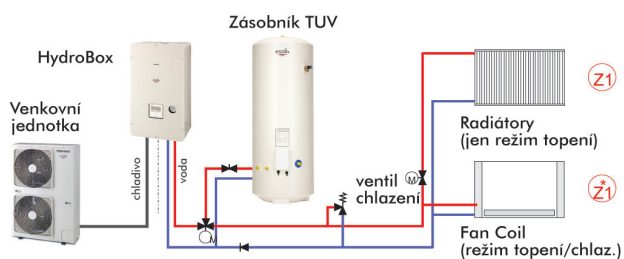 Zásobník TUV
HydroBox
Venkovní
jednotka
chladivo
voda
M
ventil
chlazení
M
Z1
Radiátory
(jen režim topení)
Z1*
Fan Coil
(režim topení/chlaz.)